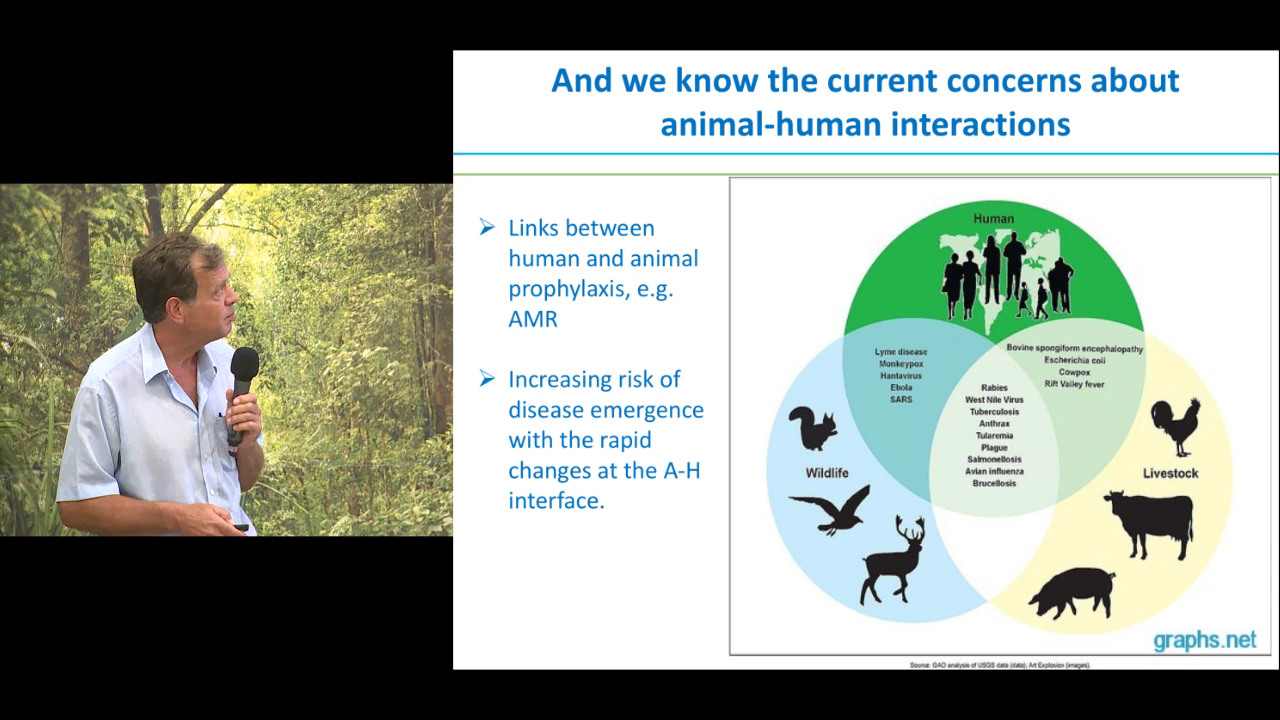 And we know the current concerns about
animal-human interactions
➢ Links between
human and animal
prophylaxis, e.g.
AMR
➢ Increasing risk of
disease emergence
with the rapid
changes at the A-H
interface.
Human
Lyme disease
Monkeypox
Hantavirus
Ebola
SARS
Bovine spongiform encephalopathy
Escherichia coli
Cowpox
Rift Valley fever
Rabies
West Nile Virus
Tuberculosis
Anthrax
Tularemia
Plague
Salmonellosis
Avian influenza
Brucellosis
Wildlife
Livestock
graphs.net
Source: GAO analysis of USGS data (data); Art Explosion (images).